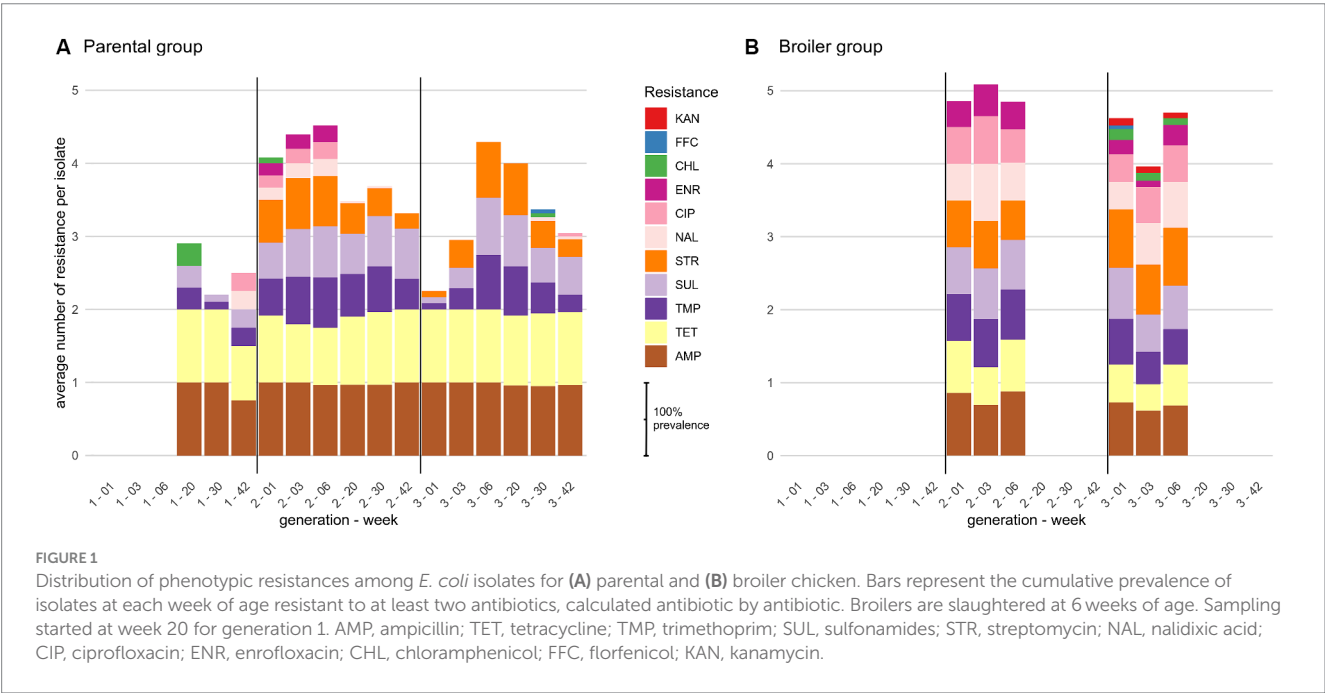 A Parental group
B Broiler group
average number of resistance per isolate
5
4
3
2
1
0
1 - 01
1 - 03
1 - 06
1 - 20
1 - 30
1 - 42
2 - 01
2 - 03
2 - 06
2 - 20
2 - 30
2 - 42
3 - 01
3 - 03
3 - 06
3 - 20
3 - 30
3 - 42
generation - week
Resistance
KAN
FFC
CHL
ENR
CIP
NAL
STR
SUL
TMP
TET
AMP
100%
prevalence
5
4
3
2
1
0
1 - 01
1 - 03
1 - 06
1 - 20
1 - 30
1 - 42
2 - 01
2 - 03
2 - 06
2 - 20
2 - 30
2 - 42
3 - 01
3 - 03
3 - 06
3 - 20
3 - 30
3 - 42
generation - week
FIGURE 1
Distribution of phenotypic resistances among E. coli isolates for (A) parental and (B) broiler chicken. Bars represent the cumulative prevalence of
isolates at each week of age resistant to at least two antibiotics, calculated antibiotic by antibiotic. Broilers are slaughtered at 6 weeks of age. Sampling
started at week 20 for generation 1. AMP, ampicillin; TET, tetracycline; TMP, trimethoprim; SUL, sulfonamides; STR, streptomycin; NAL, nalidixic acid;
CIP, ciprofloxacin; ENR, enrofloxacin; CHL, chloramphenicol; FFC, florfenicol; KAN, kanamycin.